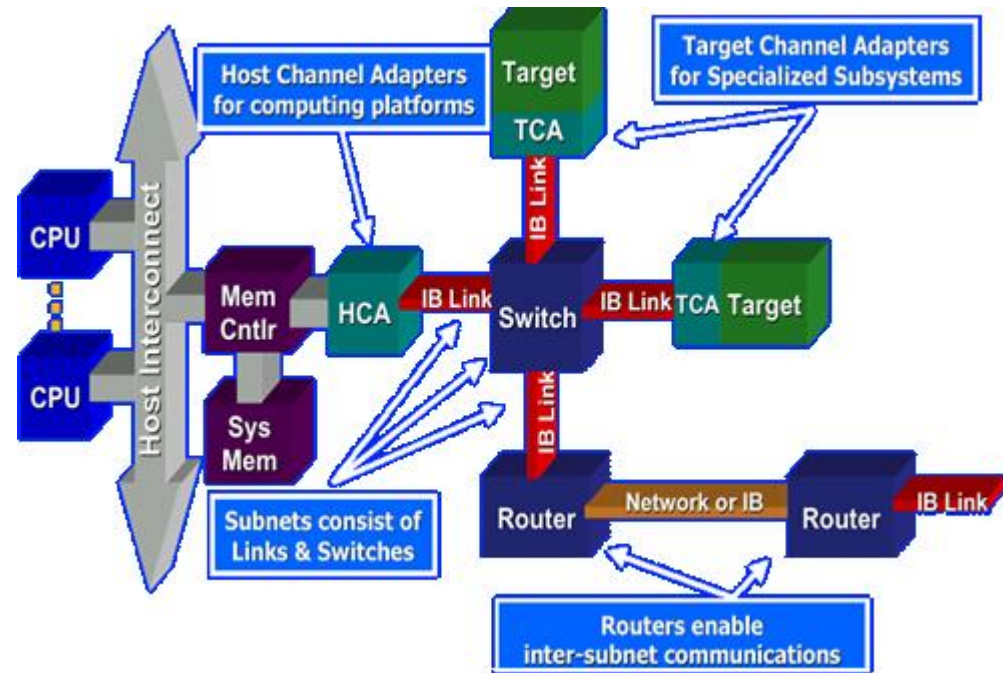 Host Channel Adapters
for computing platforms
Target
TCA
Target Channel Adapters
for Specialized Subsystems
IB Link
CPU
CPU
Host Interconnect
Mem
Cntlr
Sys
Mem
HCA
IB Link
Switch
IB Link
TCA
Target
IB Link
Subnets consist of
Links & Switches
Router
Network or IB
Router
IB Link
Routers enable
inter-subnet communications